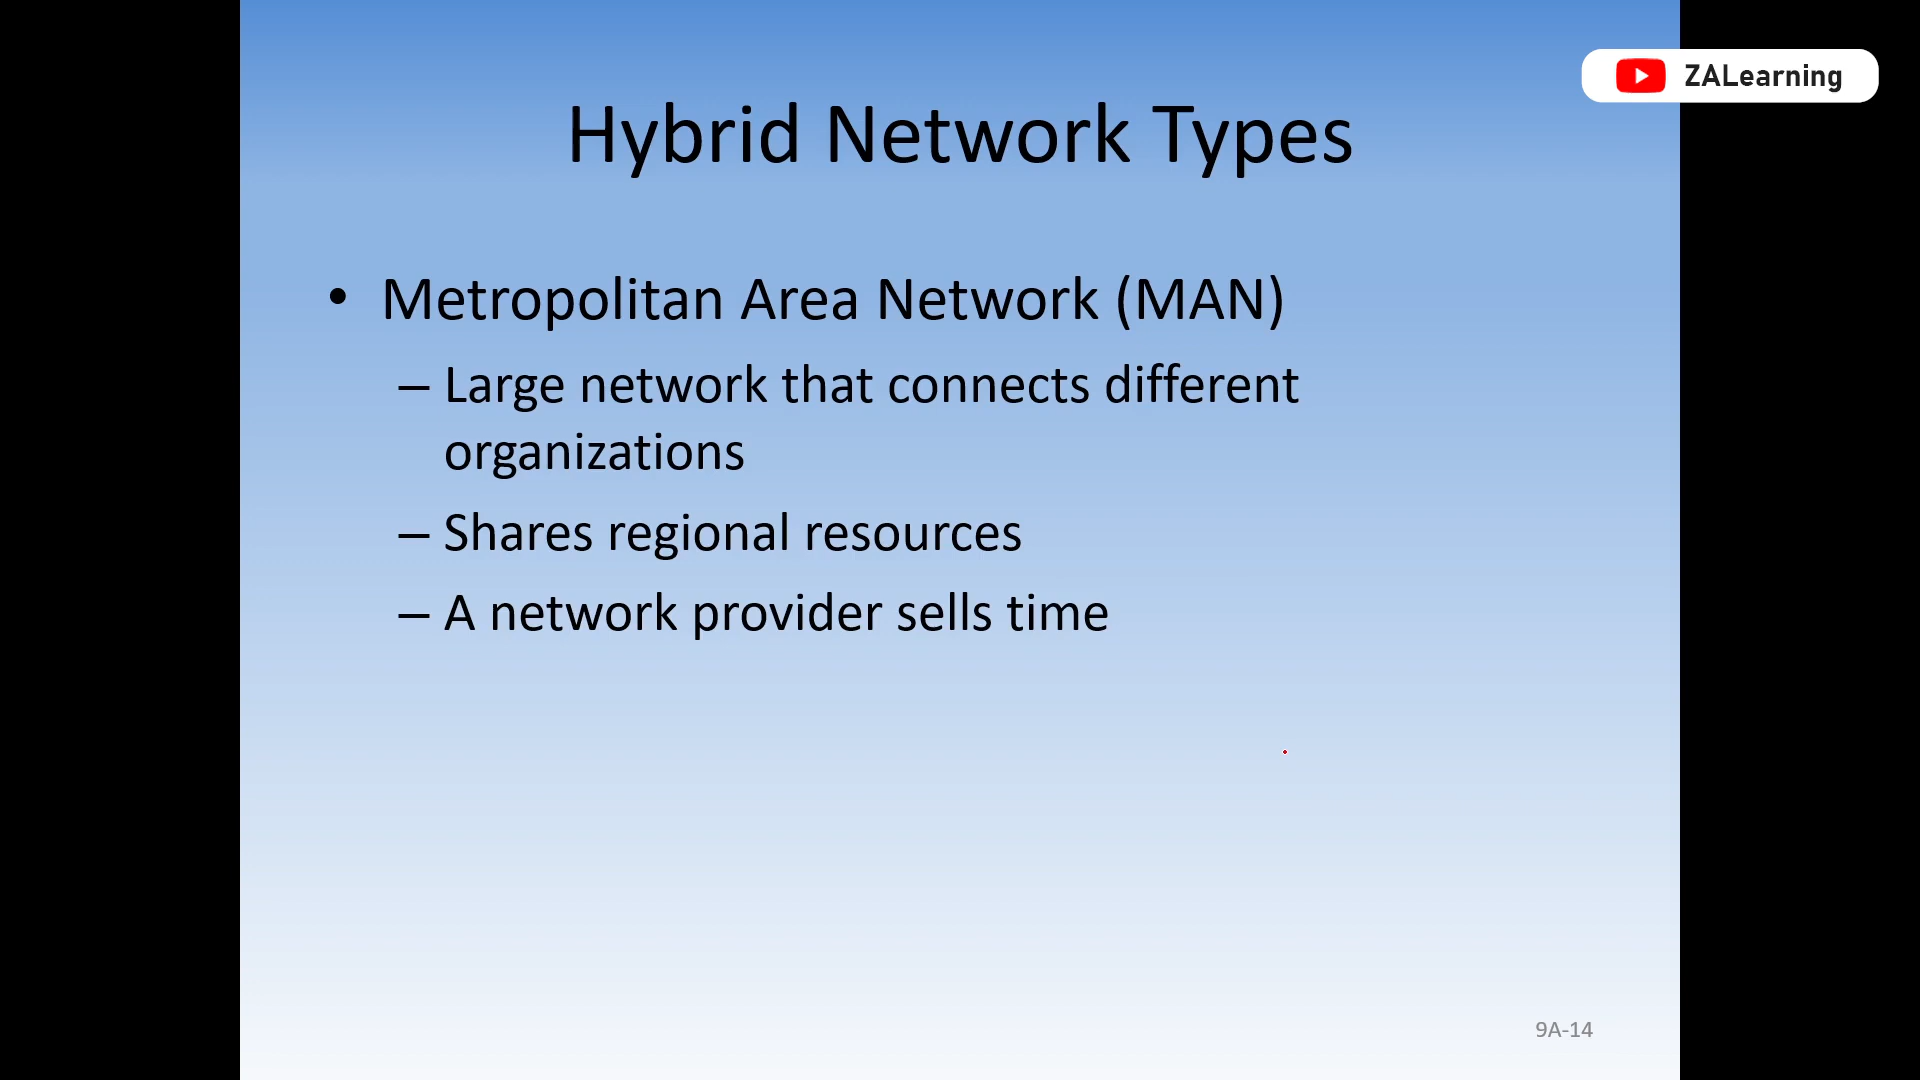 ZALearning
Hybrid Network Types
• Metropolitan Area Network (MAN)
– Large network that connects different
organizations
– Shares regional resources
– A network provider sells time
9A-14